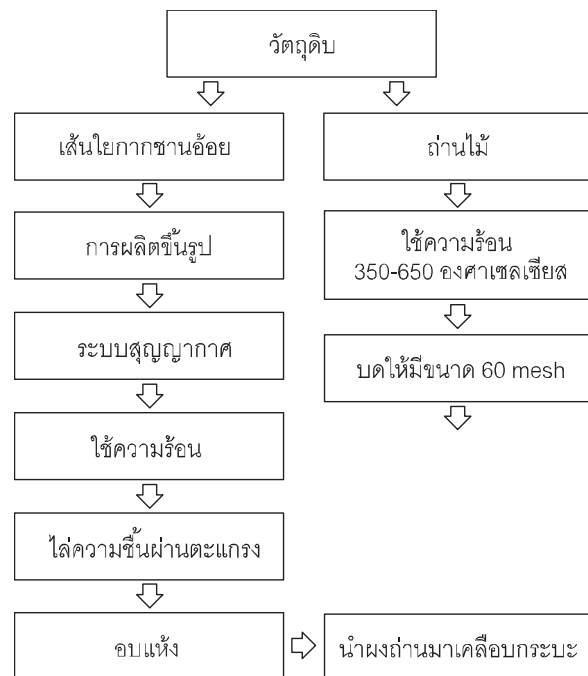 วัตถุดิบ
เส้นใยกากชานอ้อย
ถ่านไม้
การผลิตขึ้นรูป
ใช้ความร้อน
350-650 องศาเซลเซียส
ระบบสุญญากาศ
บดให้มีขนาด 60 mesh
ใช้ความร้อน
ไล่ความชื้นผ่านตะแกรง
อบแห้ง
นำผงถ่านมาเคลือบกระบะ